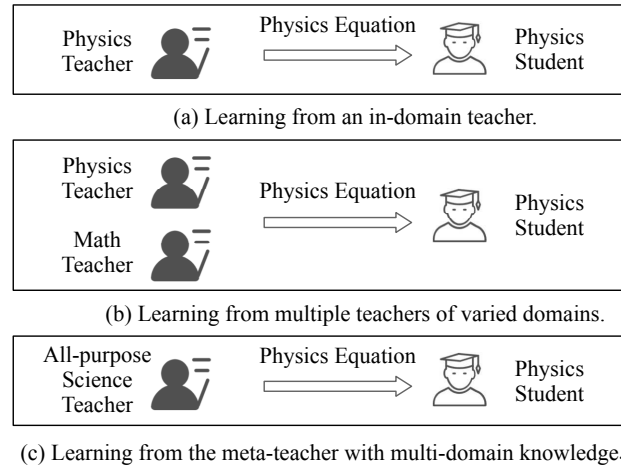 Physics Teacher
Physics Equation
Physics Student
(a) Learning from an in-domain teacher.
Physics Teacher
Math Teacher
Physics Equation
Physics Student
(b) Learning from multiple teachers of varied domains.
All-purpose Science Teacher
Physics Equation
Physics Student
(c) Learning from the meta-teacher with multi-domain knowledge.